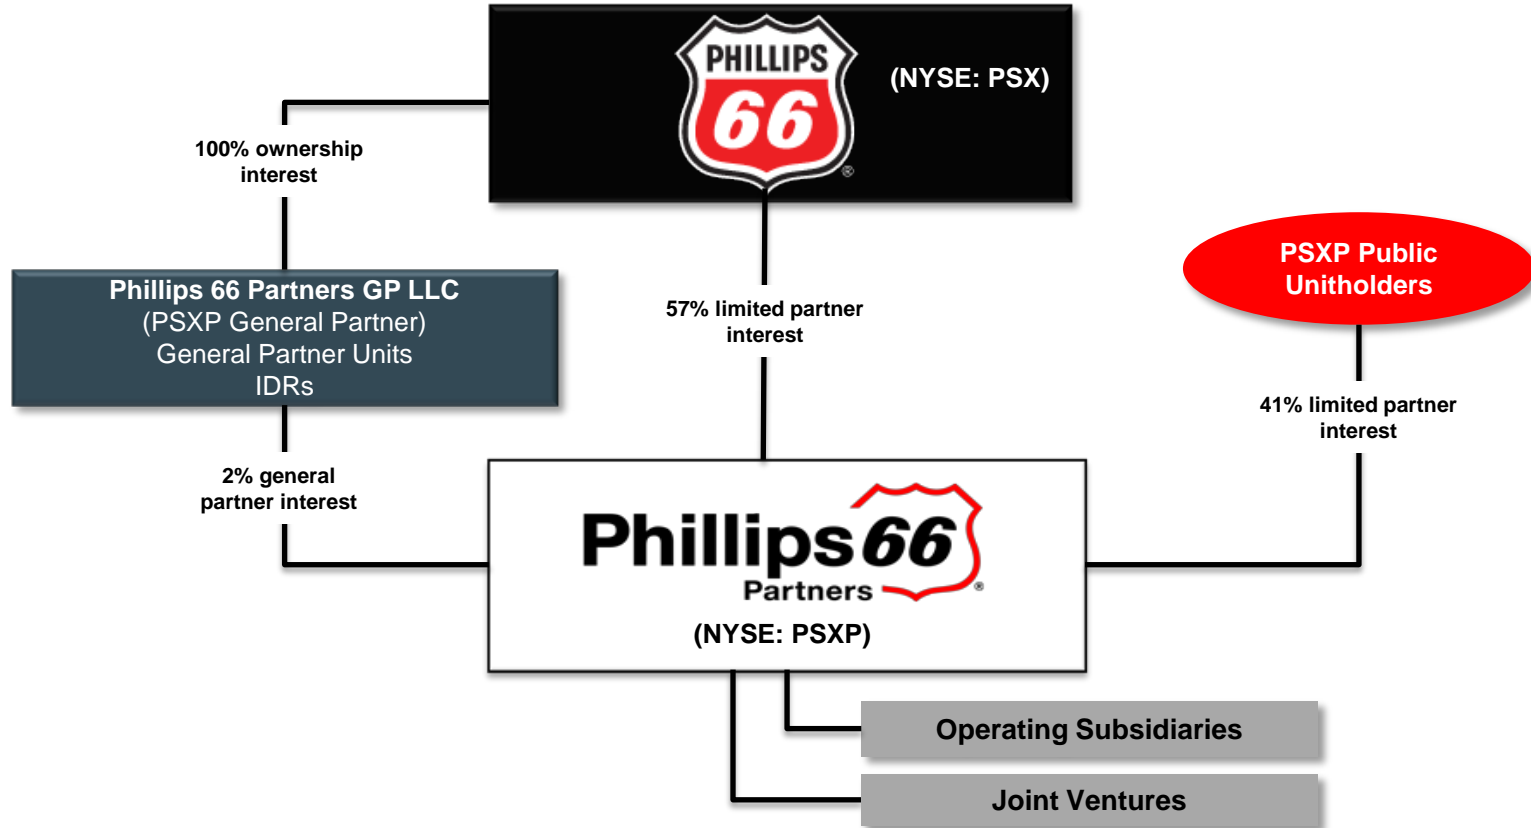 PHILLIPS
66
®
(NYSE: PSX)
100% ownership
interest
Phillips 66 Partners GP LLC
(PSXP General Partner)
General Partner Units
IDRs
57% limited partner
interest
PSXP Public
Unitholders
41% limited partner
interest
2% general
partner interest
Phillips 66
Partners
®
(NYSE: PSXP)
Operating Subsidiaries
Joint Ventures